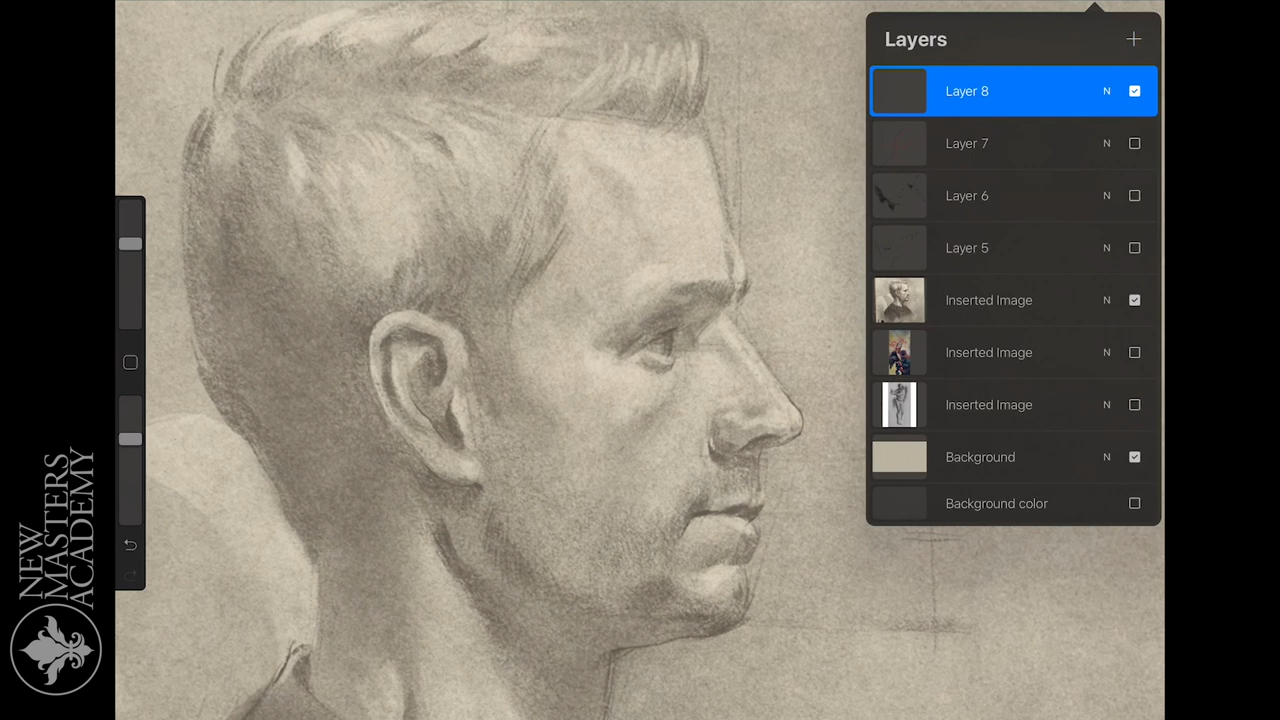 Layers
Layer 8 N
Layer 7 N
Layer 6 N
Layer 5 N
Inserted Image N
Inserted Image N
Inserted Image N
Background N
Background color
NEW
MASTERS
ACADEMY